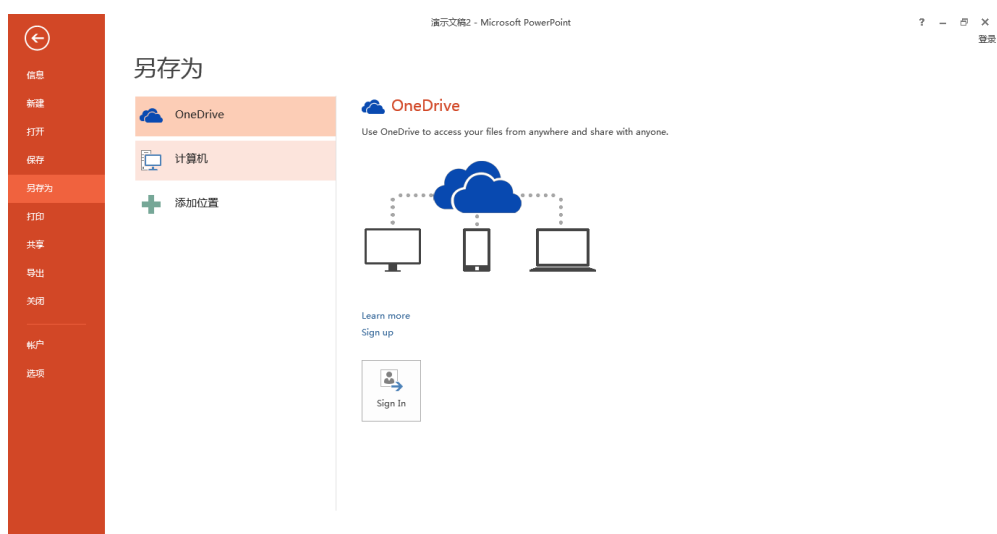 演示文稿2 - Microsoft PowerPoint
?
登录
信息
新建
打开
保存
另存为
打印
共享
导出
关闭
帐户
选项
另存为
OneDrive
计算机
添加位置
OneDrive
Use OneDrive to access your files from anywhere and share with anyone.
Learn more
Sign up
Sign In